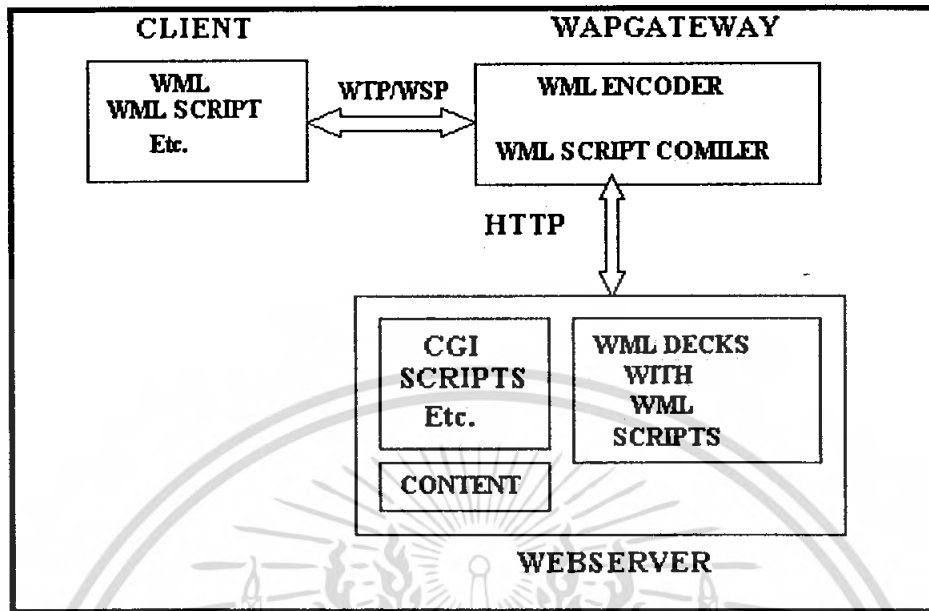 CLIENT
WML
WML SCRIPT
Etc.
WTP/WSP
WAPGATEWAY
WML ENCODER
WML SCRIPT COMILER
HTTP
CGI
SCRIPTS
Etc.
CONTENT
WML DECKS
WITH
WML
SCRIPTS
WEBSERVER